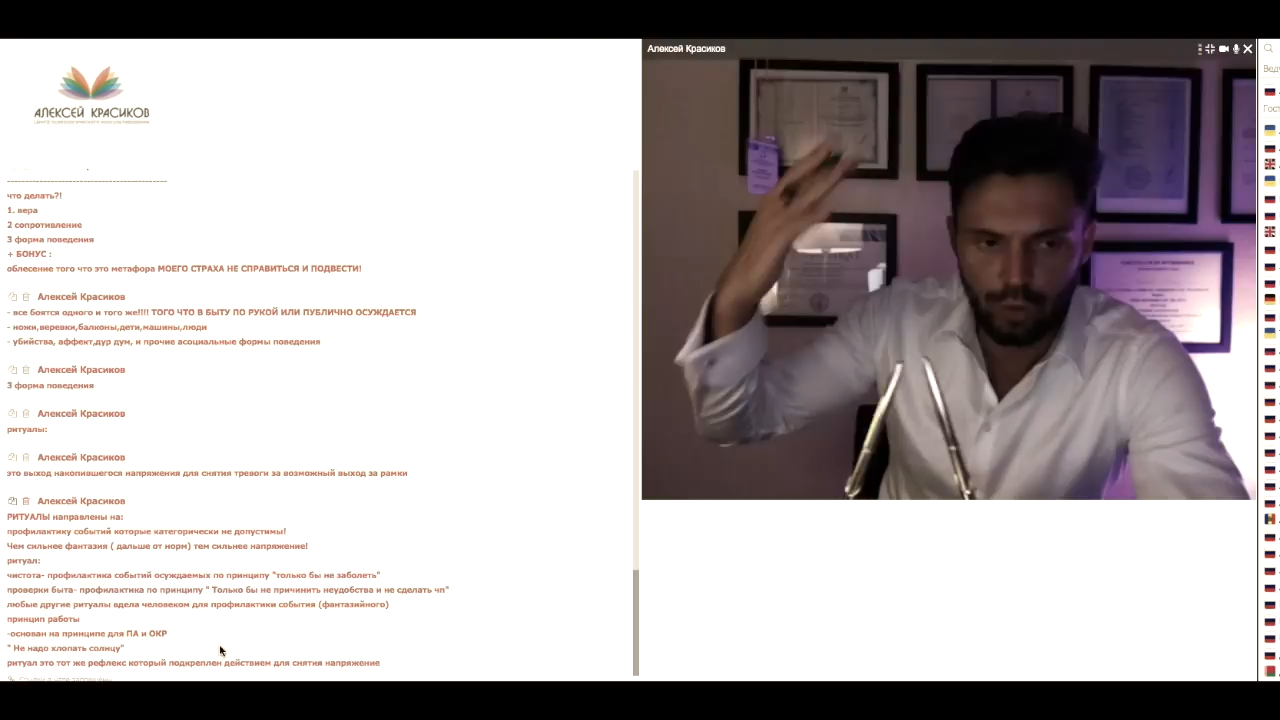 Алексей Красиков
АЛЕКСЕЙ КРАСИКОВ
----------------------------------------
что делать?!
1. вера
2 сопротивление
3 форма поведения
+ БОНУС :
облесение того что это метафора МОЕГО СТРАХА НЕ СПРАВИТЬСЯ И ПОДВЕСТИ!
Алексей Красиков
- все боятся одного и того же!!!! ТОГО ЧТО В БЫТУ ПО РУКОЙ ИЛИ ПУБЛИЧНО ОСУЖДАЕТСЯ
- ножи,веревки,балконы,дети,машины,люди
- убийства, аффект,дур дум, и прочие асоциальные формы поведения
Алексей Красиков
3 форма поведения
Алексей Красиков
ритуалы:
Алексей Красиков
это выход накопившегося напряжения для снятия тревоги за возможный выход за рамки
Алексей Красиков
РИТУАЛЫ направлены на:
профилактику событий которые категорически не допустимы!
Чем сильнее фантазия ( дальше от норм) тем сильнее напряжение!
ритуал:
чистота- профилактика событий осуждаемых по принципу "только бы не заболеть"
проверки быта- профилактика по принципу " Только бы не причинить неудобства и не сделать чп"
любые другие ритуалы вдела человеком для профилактики события (фантазийного)
принцип работы
-основан на принципе для ПА и ОКР
" Не надо хлопать солнцу"
ритуал это тот же рефлекс который подкреплен действием для снятия напряжение